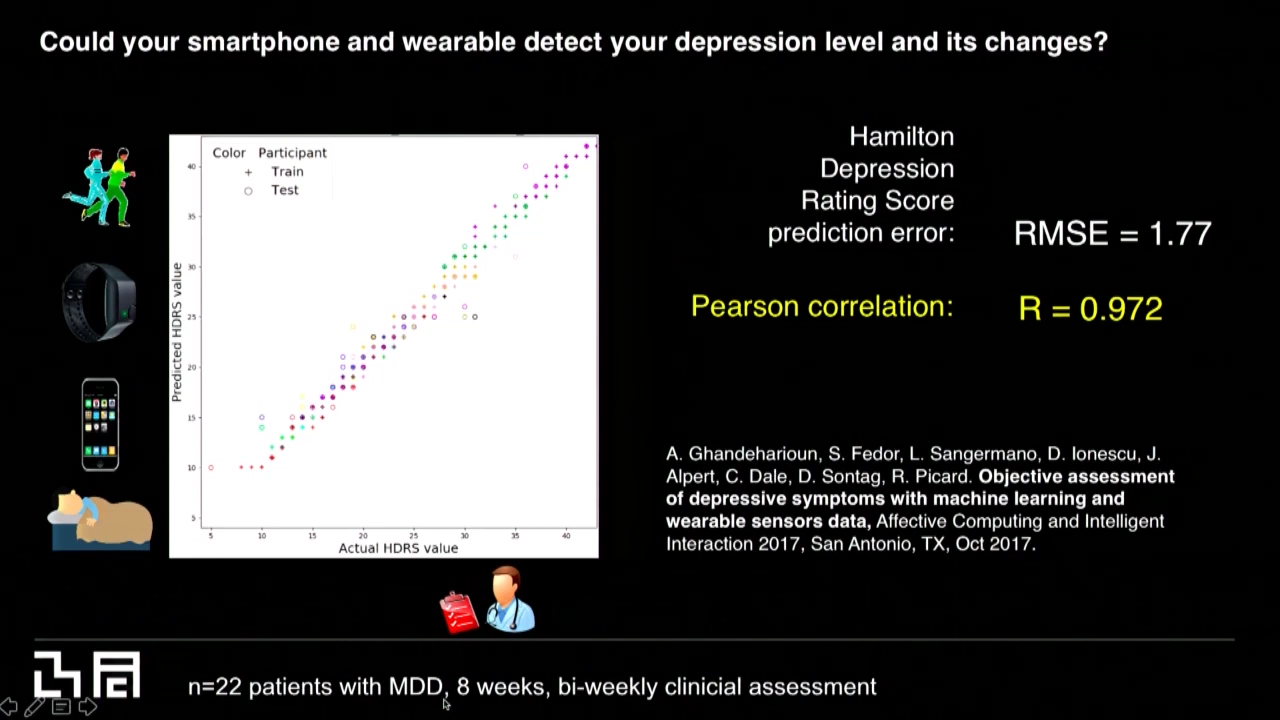 Could your smartphone and wearable detect your depression level and its changes?
Color Participant
+ Train
Test
40
35
30
25
20
15
10
5
Predicted HDRS value
5 10 15 20 25 30 35 40
Actual HDRS value
Hamilton
Depression
Rating Score
prediction error: RMSE = 1.77
Pearson correlation: R = 0.972
A. Ghandeharioun, S. Fedor, L. Sangermano, D. Ionescu, J.
Alpert, C. Dale, D. Sontag, R. Picard. Objective assessment
of depressive symptoms with machine learning and
wearable sensors data, Affective Computing and Intelligent
Interaction 2017, San Antonio, TX, Oct 2017.
n=22 patients with MDD, 8 weeks, bi-weekly clinicial assessment